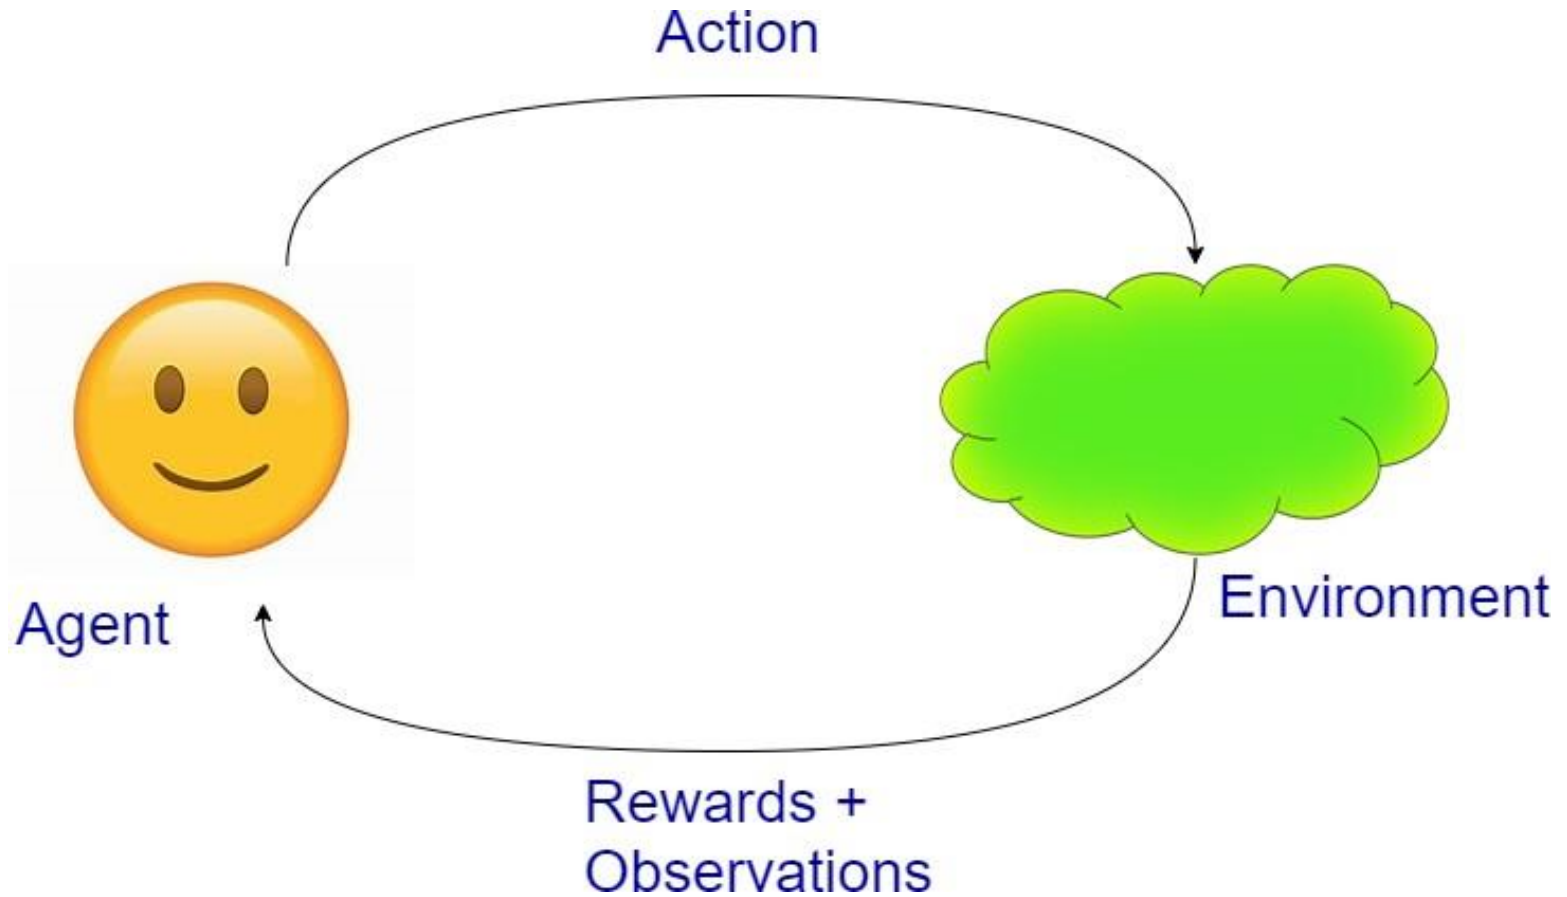 Action
Agent
Environment
Rewards +
Observations